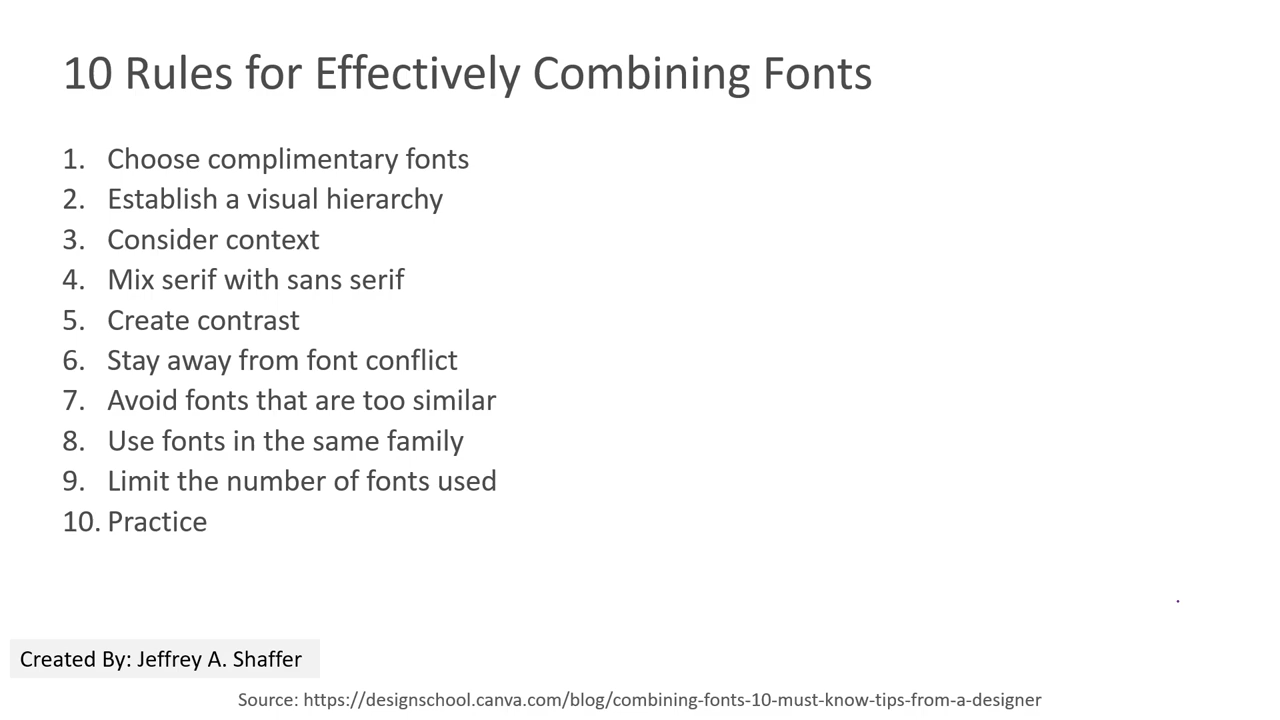 10 Rules for Effectively Combining Fonts
1. Choose complimentary fonts
2. Establish a visual hierarchy
3. Consider context
4. Mix serif with sans serif
5. Create contrast
6. Stay away from font conflict
7. Avoid fonts that are too similar
8. Use fonts in the same family
9. Limit the number of fonts used
10. Practice
.
Created By: Jeffrey A. Shaffer
Source: https://designschool.canva.com/blog/combining-fonts-10-must-know-tips-from-a-designer